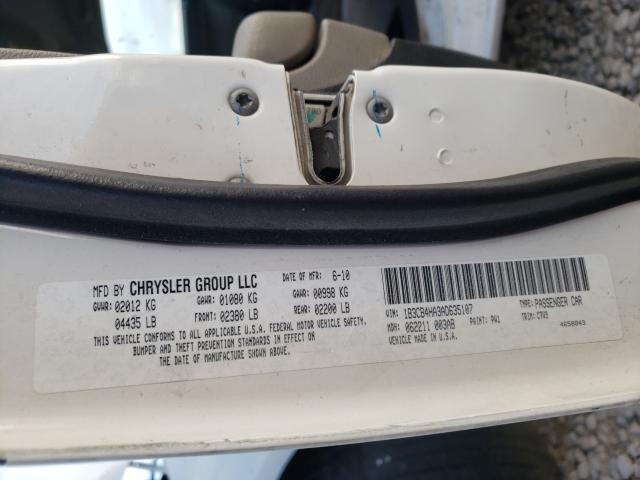 MFD BY CHRYSLER GROUP LLC DATE OF MFR: 6-10
GVWR: 02012 KG GAWR: 01080 KG GAWR: 00998 KG
04435 LB FRONT: 02380 LB REAR: 02200 LB
THIS VEHICLE CONFORMS TO ALL APPLICABLE U.S.A. FEDERAL MOTOR VEHICLE SAFETY,
BUMPER AND THEFT PREVENTION STANDARDS IN EFFECT ON
THE DATE OF MANUFACTURE SHOWN ABOVE.
VIN: 1B3CB4HA3AD635107 TYPE: PASSENGER CAR
MDH: 062211 003AB PAINT: PW1 TRIM: C7V3
VEHICLE MADE IN U.S.A. 4658043